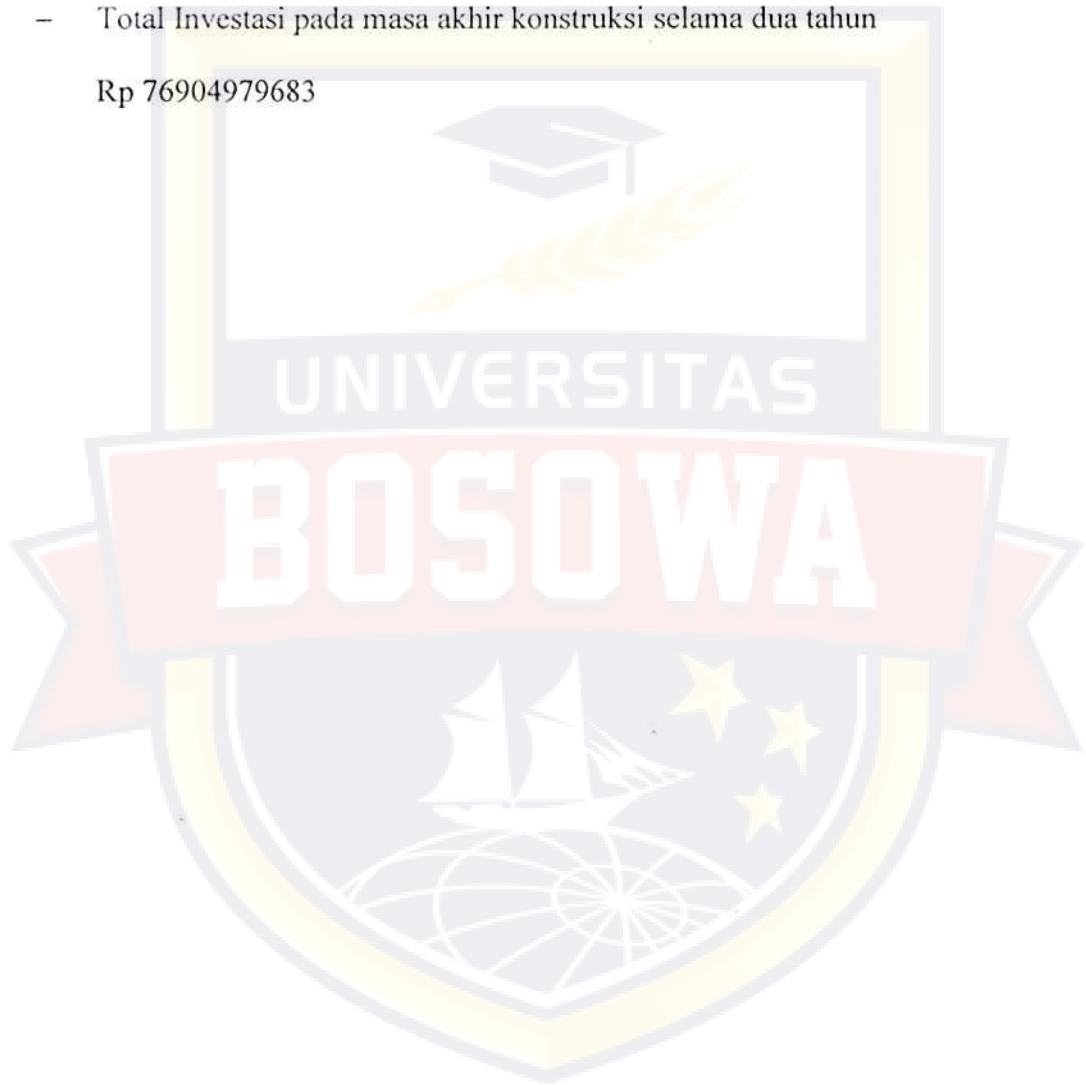 – Total Investasi pada masa akhir konstruksi selama dua tahun
Rp 76904979683
UNIVERSITAS
BOSOWA